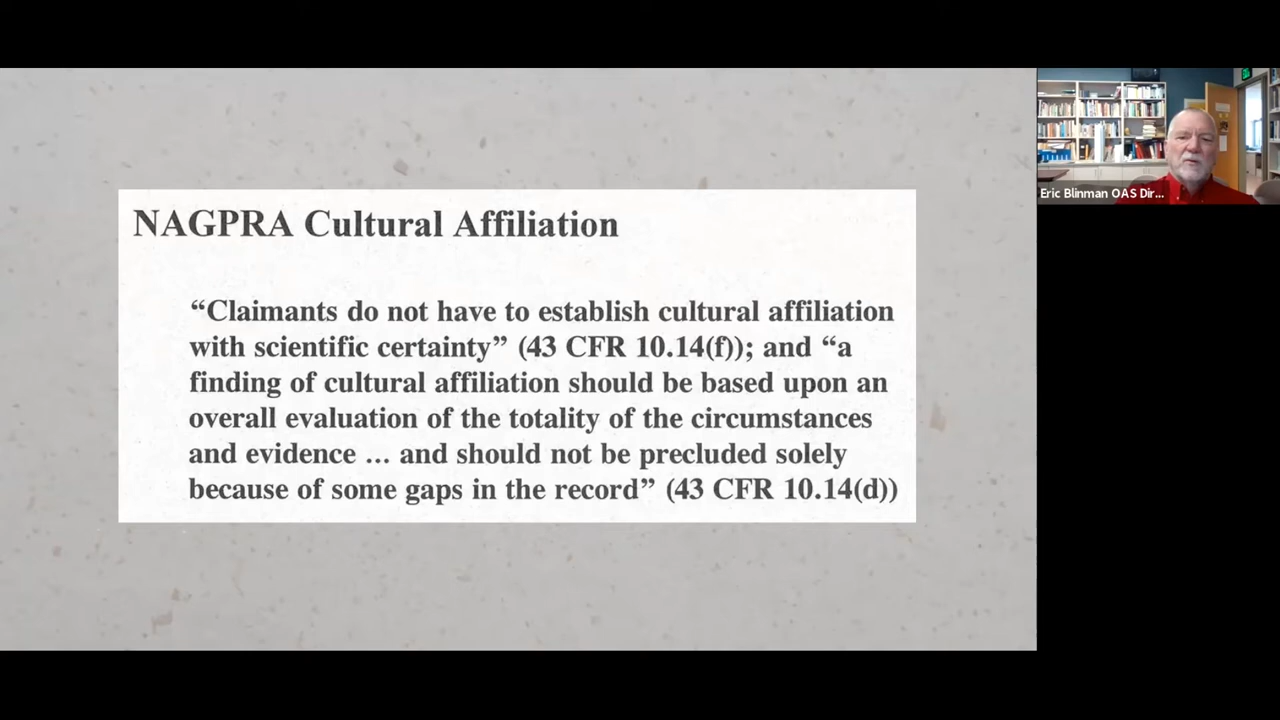 NAGPRA Cultural Affiliation
“Claimants do not have to establish cultural affiliation
with scientific certainty” (43 CFR 10.14(f)); and “a
finding of cultural affiliation should be based upon an
overall evaluation of the totality of the circumstances
and evidence ... and should not be precluded solely
because of some gaps in the record” (43 CFR 10.14(d))
Eric Blinman OAS Dir...